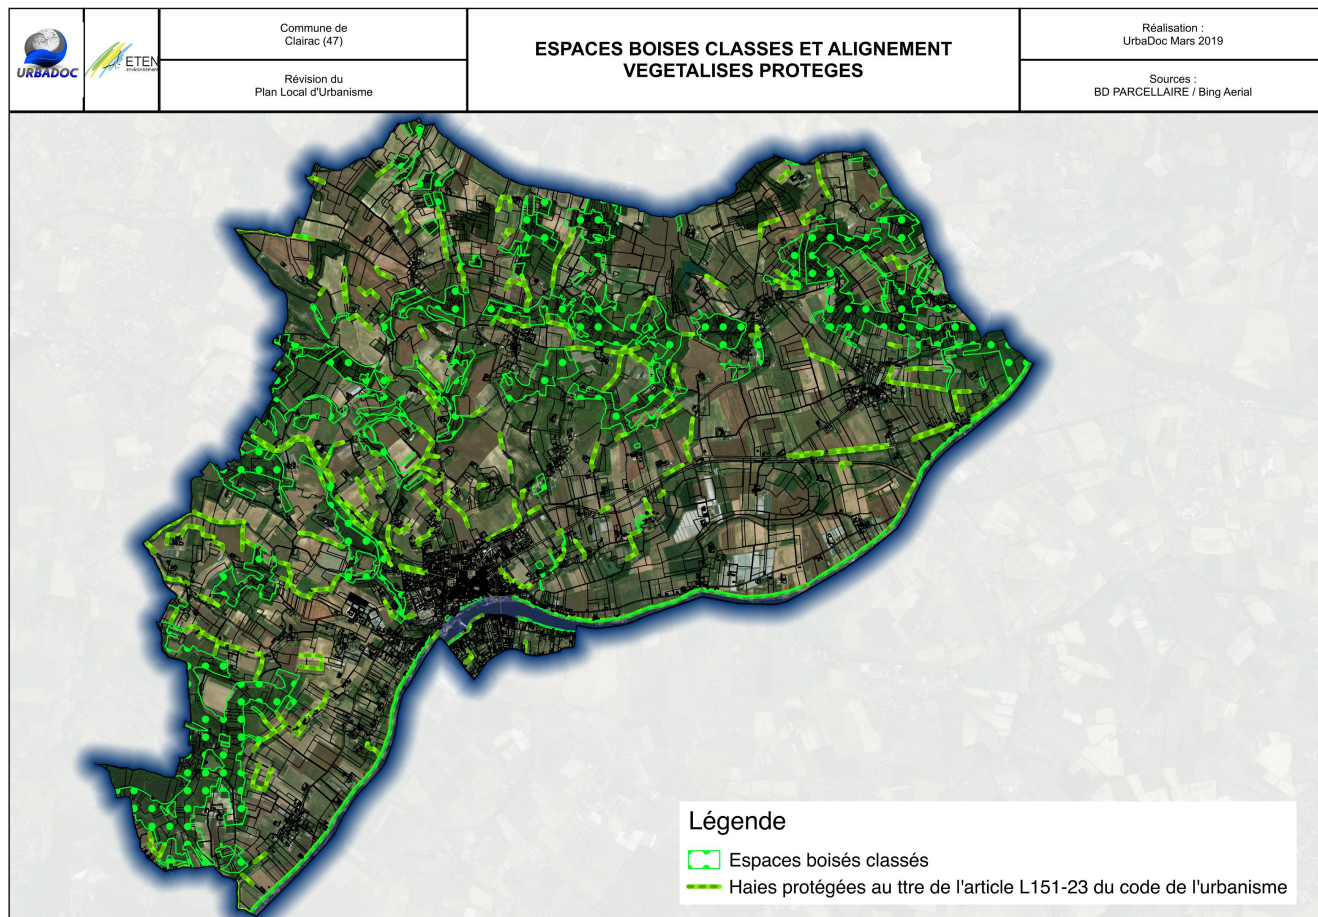 URBADOC
ETEN
environnement
Commune de
Clairac (47)
Révision du
Plan Local d'Urbanisme
ESPACES BOISES CLASSES ET ALIGNEMENT
VEGETALISES PROTEGES
Réalisation :
UrbaDoc Mars 2019
Sources :
BD PARCELLAIRE / Bing Aerial
Légende
Espaces boisés classés
Haies protégées au ttre de l'article L151-23 du code de l'urbanisme